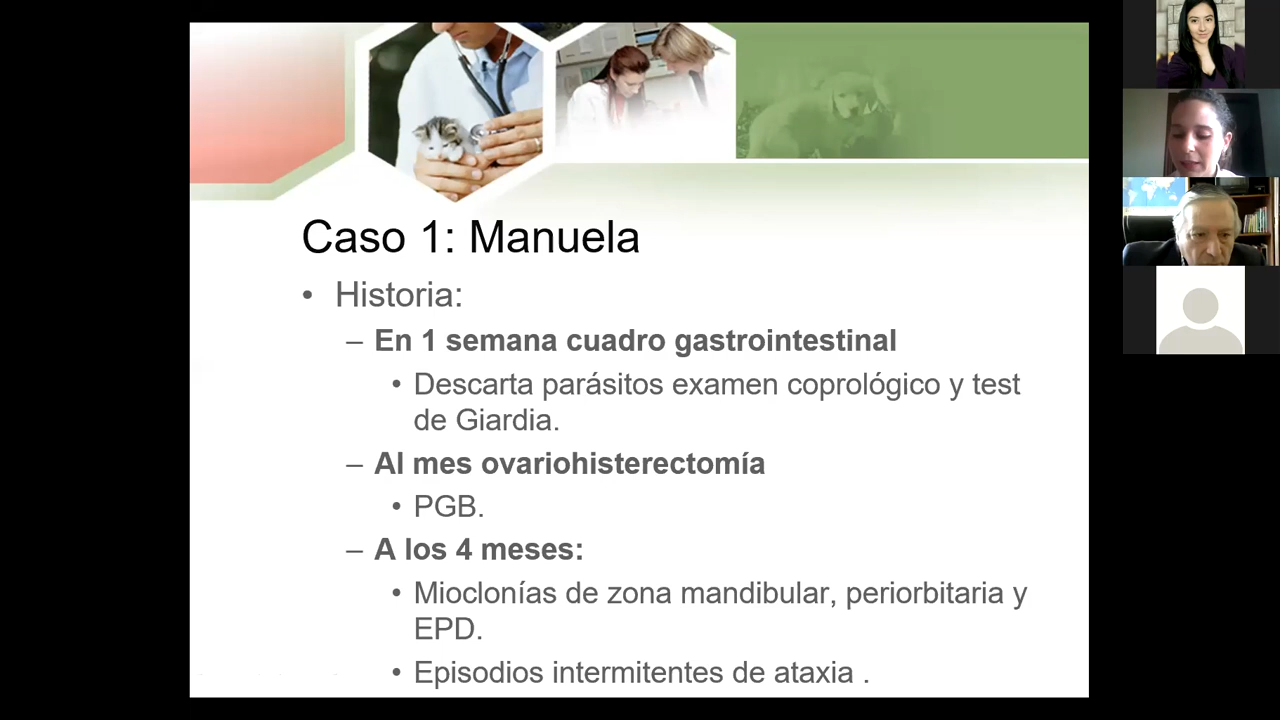 Caso 1: Manuela
• Historia:
– En 1 semana cuadro gastrointestinal
• Descarta parásitos examen coprológico y test
de Giardia.
– Al mes ovariohisterectomía
• PGB.
– A los 4 meses:
• Mioclonías de zona mandibular, periorbitaria y
EPD.
• Episodios intermitentes de ataxia .